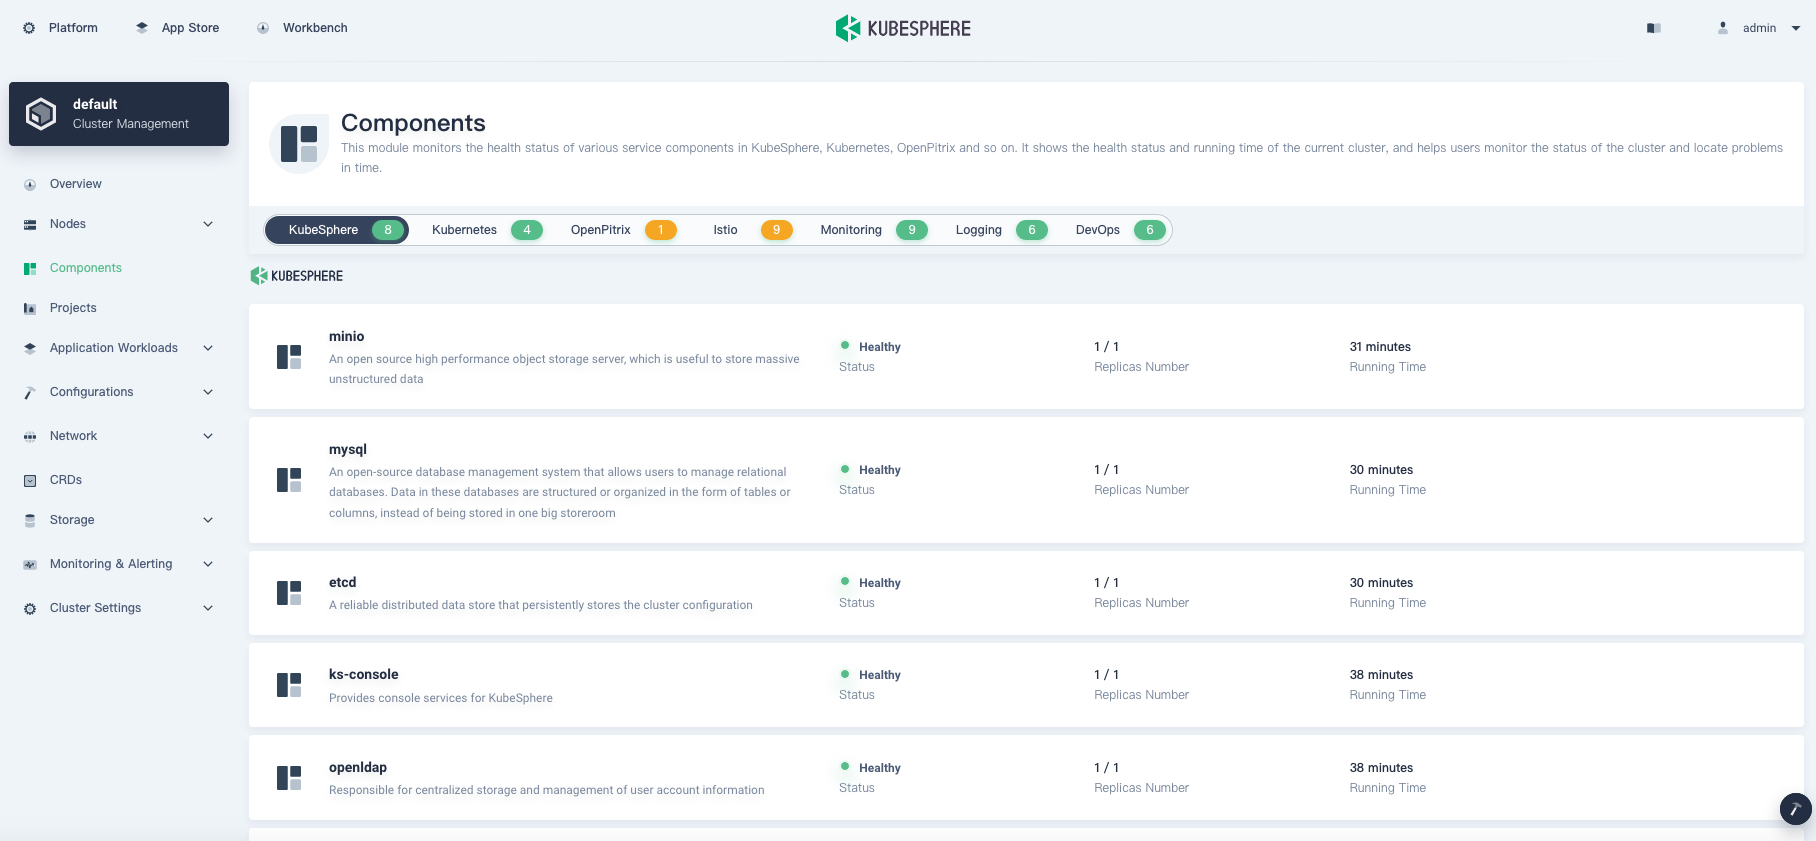 Platform
App Store
Workbench
KUBESPHERE
admin
default
Cluster Management
Overview
Nodes
Components
Projects
Application Workloads
Configurations
Network
CRDs
Storage
Monitoring & Alerting
Cluster Settings
Components
This module monitors the health status of various service components in KubeSphere, Kubernetes, OpenPitrix and so on. It shows the health status and running time of the current cluster, and helps users monitor the status of the cluster and locate problems
in time.
KubeSphere 8 Kubernetes 4 OpenPitrix 1 Istio 9 Monitoring 9 Logging 6 DevOps 6
KUBESPHERE
minio
An open source high performance object storage server, which is useful to store massive
unstructured data
Healthy
Status
1 / 1
Replicas Number
31 minutes
Running Time
mysql
An open-source database management system that allows users to manage relational
databases. Data in these databases are structured or organized in the form of tables or
columns, instead of being stored in one big storeroom
Healthy
Status
1 / 1
Replicas Number
30 minutes
Running Time
etcd
A reliable distributed data store that persistently stores the cluster configuration
Healthy
Status
1 / 1
Replicas Number
30 minutes
Running Time
ks-console
Provides console services for KubeSphere
Healthy
Status
1 / 1
Replicas Number
38 minutes
Running Time
openldap
Responsible for centralized storage and management of user account information
Healthy
Status
1 / 1
Replicas Number
38 minutes
Running Time